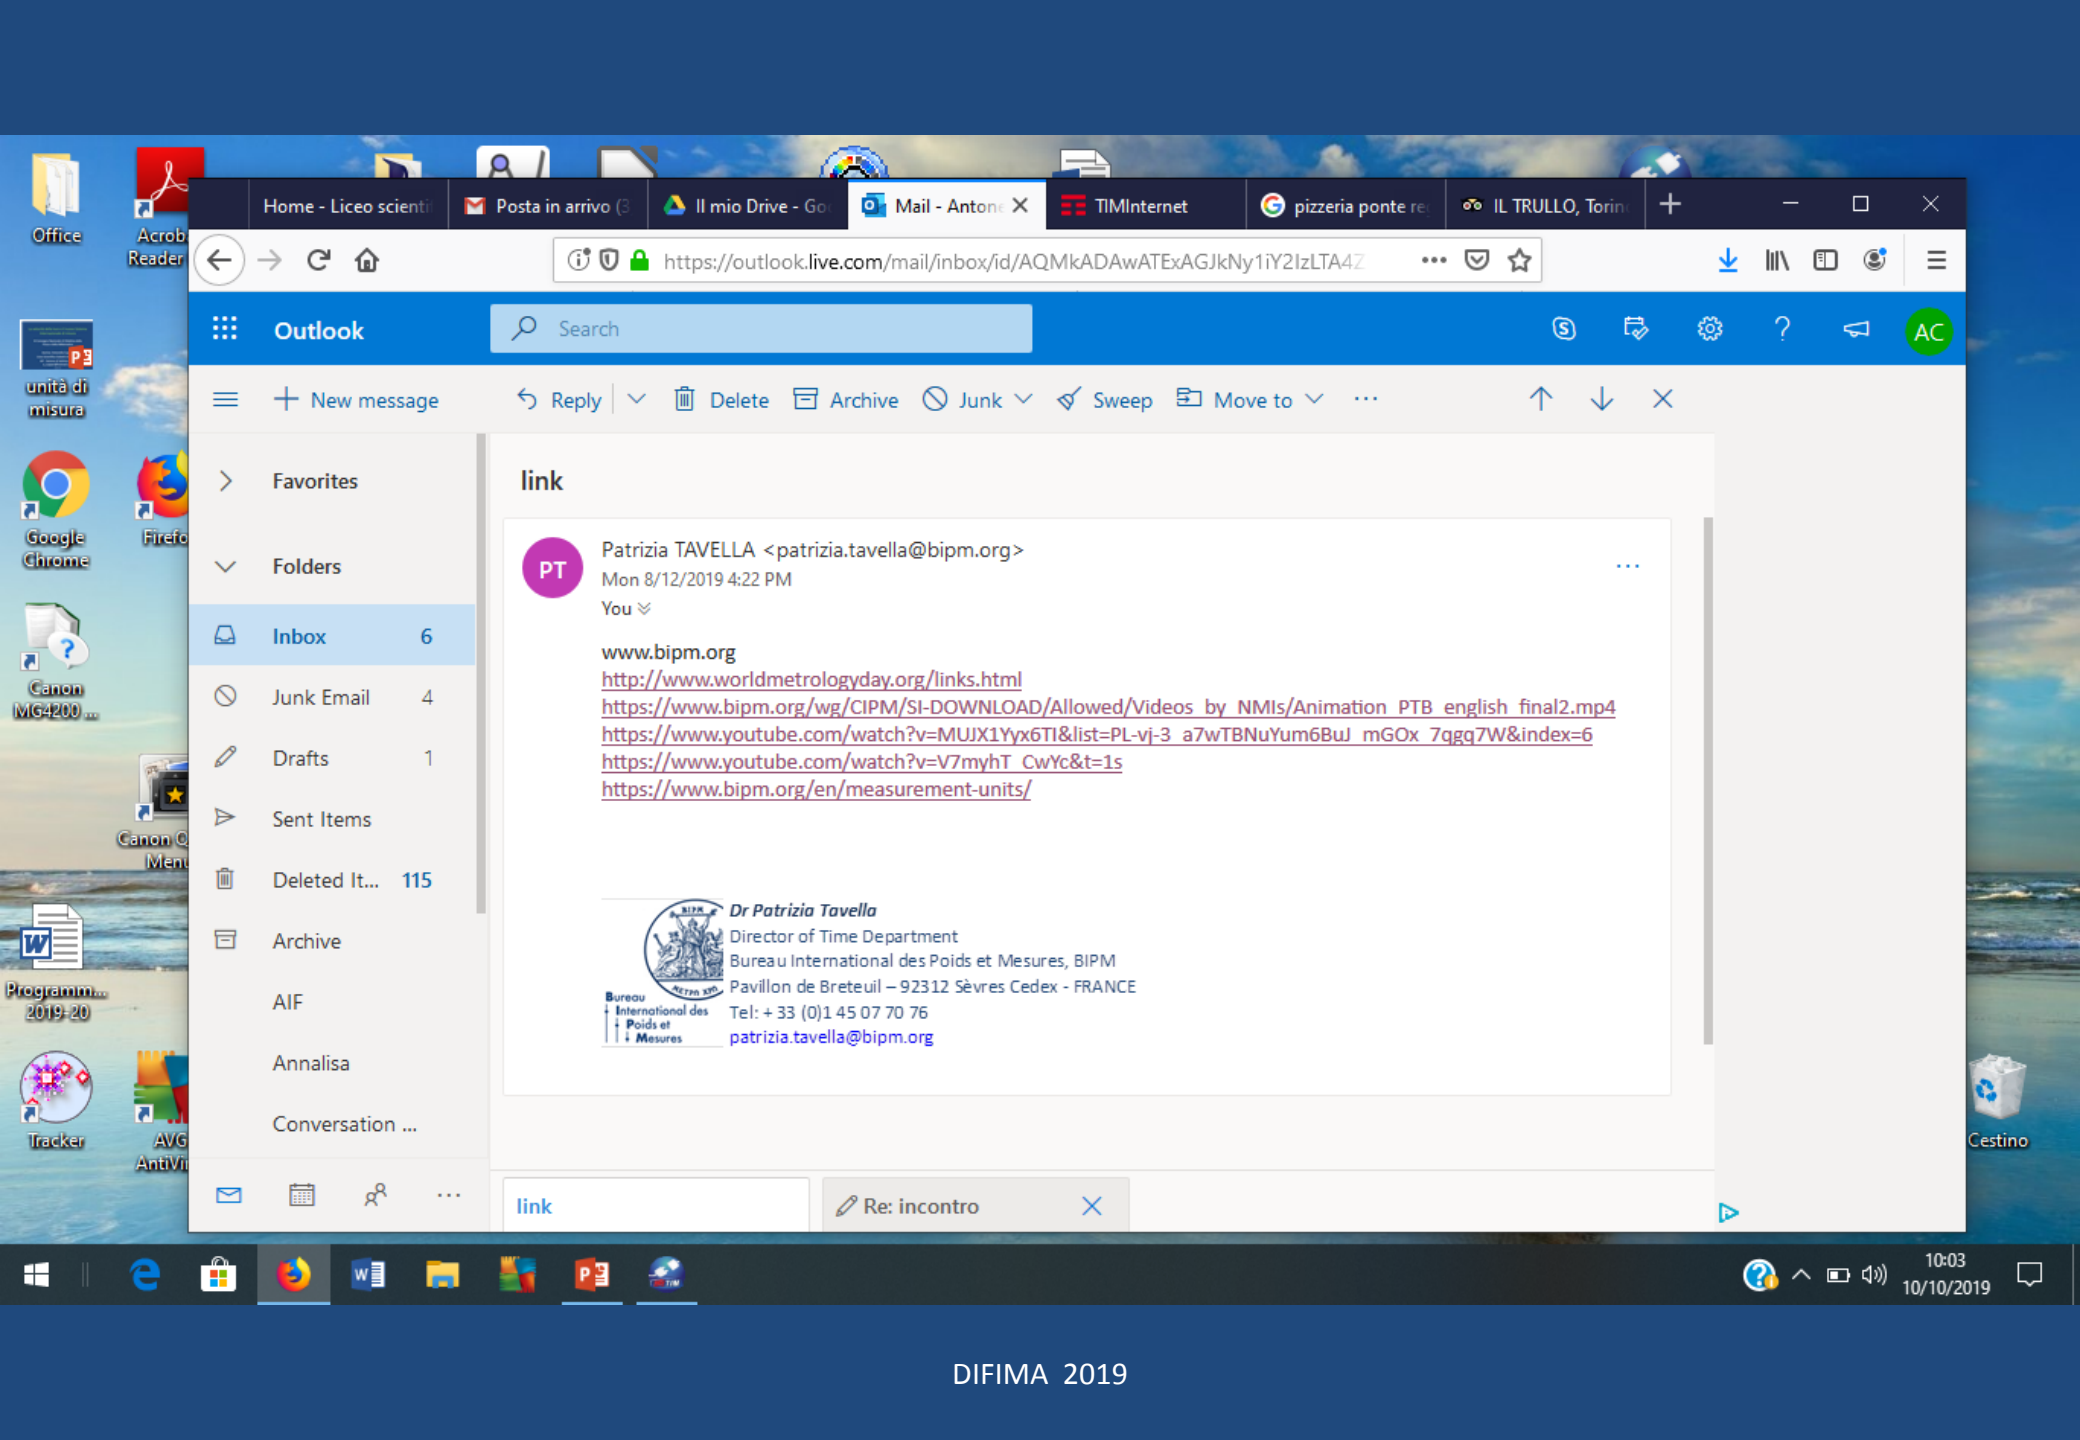 Office
Acrob
Reader
unità di
misura
Google
Chrome
Firefo
Canon
MG4200 ...
Canon Q
Menu
Programm...
2019-20
Tracker
AVG
AntiVi
Cestino
Home - Liceo scienti
Posta in arrivo (3
Il mio Drive - Go
Mail - Anton
TIMInternet
pizzeria ponte re
IL TRULLO, Torin
https://outlook.live.com/mail/inbox/id/AQMkADAwATExAGJkNy1iY2IzLTA4Z
Outlook
Search
AC
New message
Reply
Delete
Archive
Junk
Sweep
Move to
Favorites
Folders
Inbox 6
Junk Email 4
Drafts 1
Sent Items
Deleted It... 115
Archive
AIF
Annalisa
Conversation ...
link
PT
Patrizia TAVELLA <patrizia.tavella@bipm.org>
Mon 8/12/2019 4:22 PM
You
www.bipm.org
http://www.worldmetrologyday.org/links.html
https://www.bipm.org/wg/CIPM/SI-DOWNLOAD/Allowed/Videos_by_NMIs/Animation_PTB_english_final2.mp4
https://www.youtube.com/watch?v=MUJX1Yyx6TI&list=PL-vj-3_a7wTBNuYum6BuJ_mGOx_7qgq7W&index=6
https://www.youtube.com/watch?v=V7myhT_CwYc&t=1s
https://www.bipm.org/en/measurement-units/
BIPM
Bureau
International des
Poids et
Mesures
Dr Patrizia Tavella
Director of Time Department
Bureau International des Poids et Mesures, BIPM
Pavillon de Breteuil – 92312 Sèvres Cedex - FRANCE
Tel: + 33 (0)1 45 07 70 76
patrizia.tavella@bipm.org
link
Re: incontro
10:03
10/10/2019
DIFIMA 2019